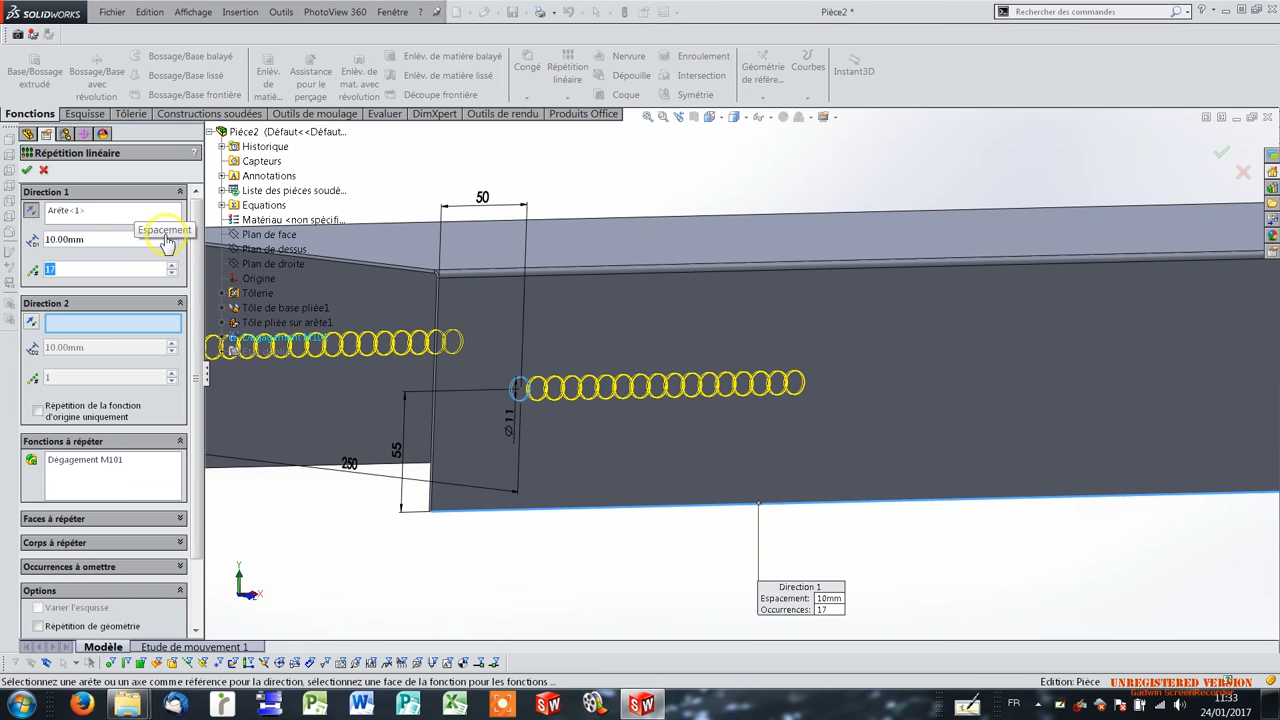 SOLIDWORKS Fichier Edition Affichage Insertion Outils PhotoView 360 Fenêtre ? Pièce2 * Rechercher des commandes
Base/Bossage extrudé
Bossage/Base avec révolution
Bossage/Base balayé
Bossage/Base lissé
Bossage/Base frontière
Enlèv. de matiè...
Assistance pour le perçage
Enlèv. de mat. avec révolution
Enlèv. de matière balayé
Enlèv. de matière lissé
Découpe frontière
Congé
Répétition linéaire
Nervure
Dépouille
Coque
Enroulement
Intersection
Symétrie
Géométrie de référe...
Courbes
Instant3D
Fonctions Esquisse Tôlerie Constructions soudées Outils de moulage Evaluer DimXpert Outils de rendu Produits Office
Répétition linéaire ?
Direction 1
Arête<1>
Espacement
10.00mm
17
Direction 2
10.00mm
1
Répétition de la fonction d'origine uniquement
Fonctions à répéter
Dégagement M101
Faces à répéter
Corps à répéter
Occurrences à omettre
Options
Varier l'esquisse
Répétition de géométrie
Pièce2 (Défaut<<Défaut...
Historique
Capteurs
Annotations
Liste des pièces soudé...
Equations
Matériau <non spécifi...
Plan de face
Plan de dessus
Plan de droite
Origine
Tôlerie
Tôle de base pliée1
Tôle pliée sur arête1
Dégagement M101
50
Ø 11
55
250
Y
X
Direction 1
Espacement: 10mm
Occurrences: 17
Modèle Etude de mouvement 1
Sélectionnez une arête ou un axe comme référence pour la direction, sélectionnez une face de la fonction pour les fonctions ...
Edition: Pièce
UNREGISTERED VERSION
Gadwin ScreenRecorder
FR
11:33
24/01/2017